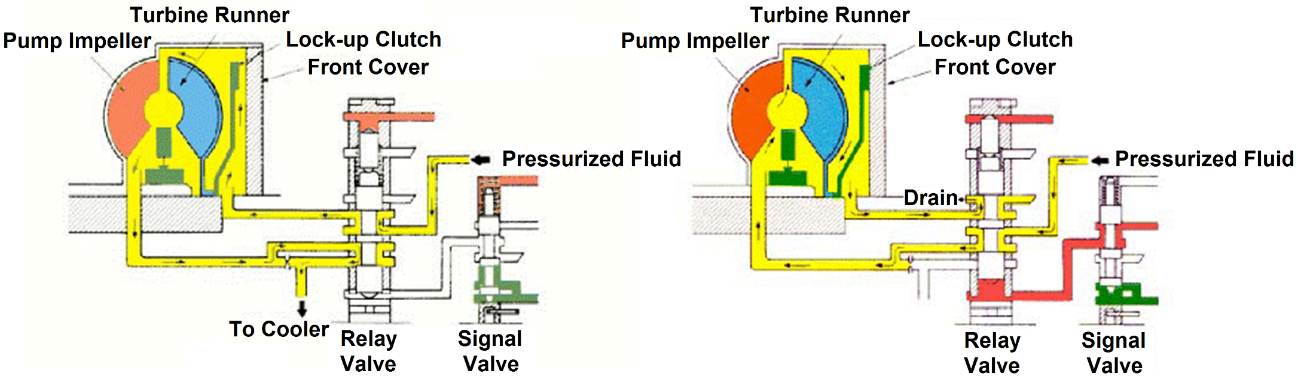 Turbine Runner
Pump Impeller
Lock-up Clutch
Front Cover
Pressurized Fluid
To Cooler
Relay
Valve
Signal
Valve
Turbine Runner
Pump Impeller
Lock-up Clutch
Front Cover
Pressurized Fluid
Drain
Relay
Valve
Signal
Valve